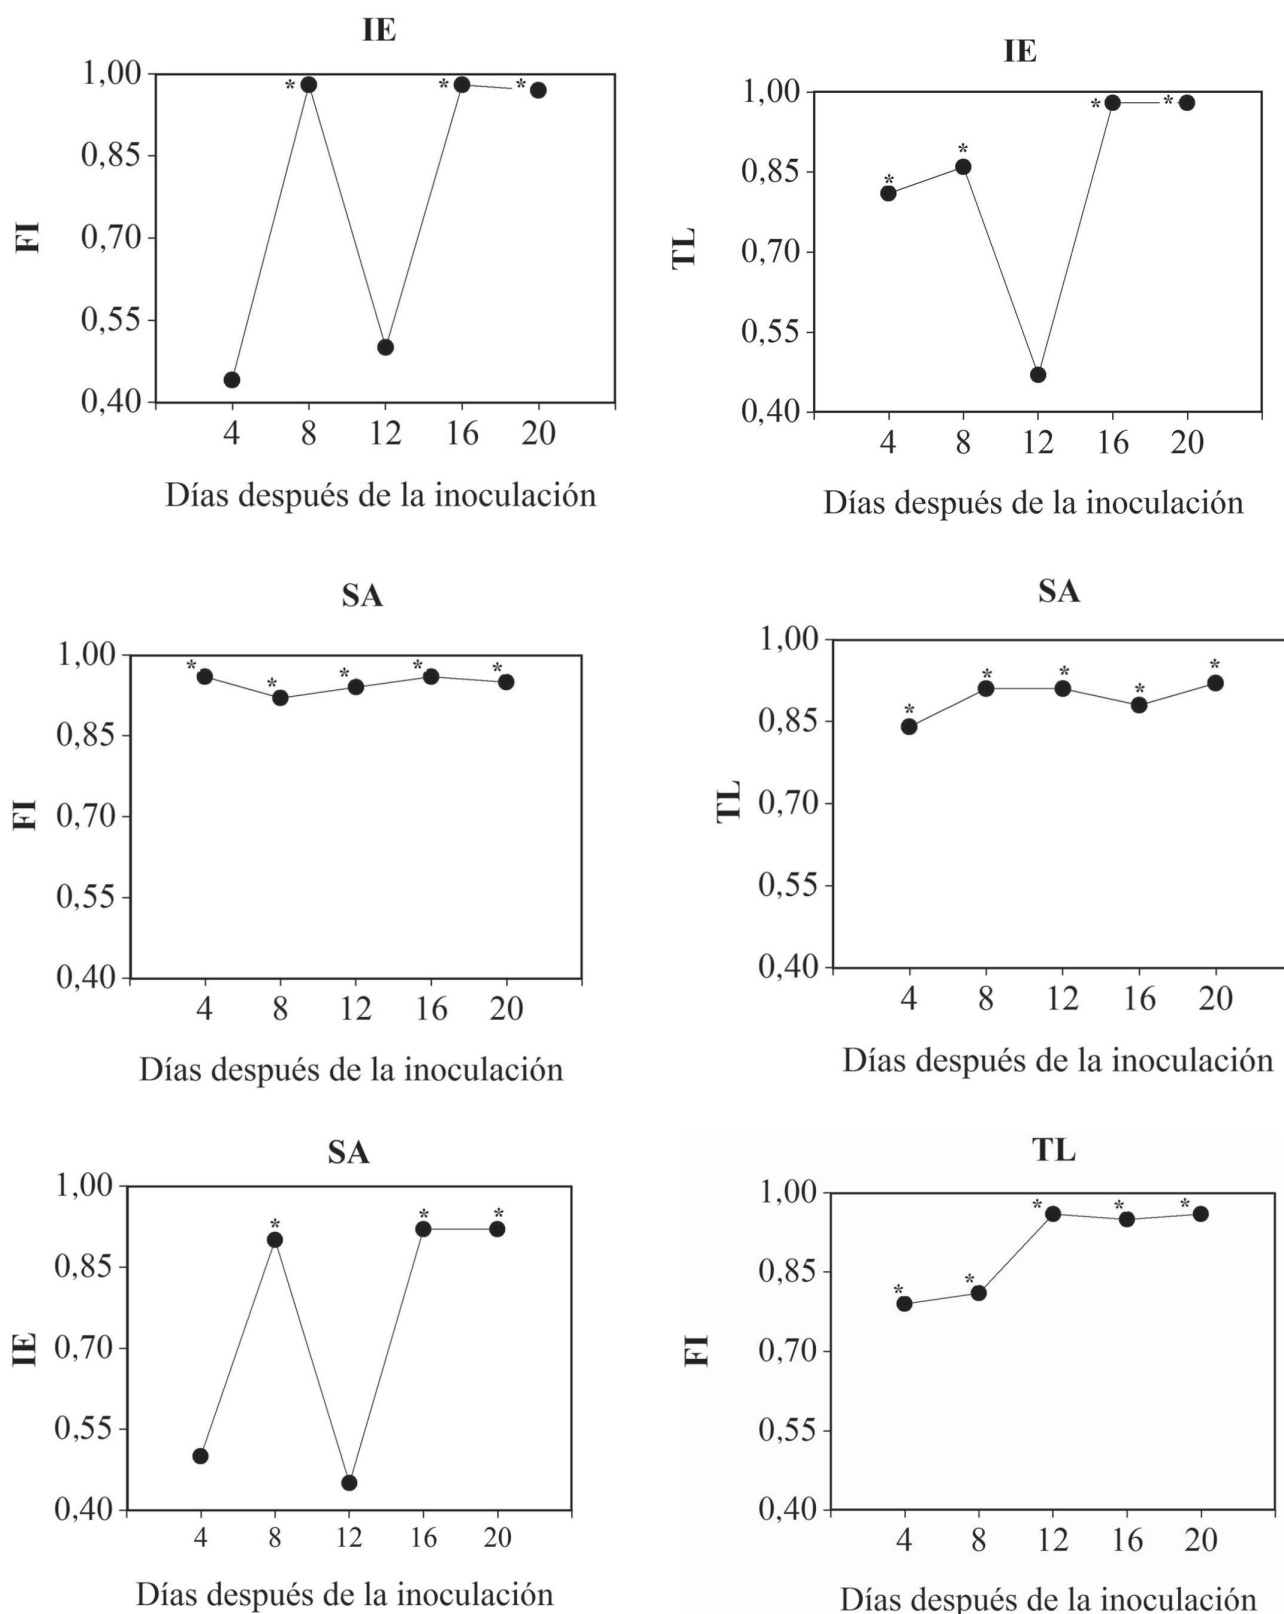 IE
1,00
0,85
0,70
0,55
0,40
FI
* * *
4 8 12 16 20
Días después de la inoculación
IE
1,00
0,85
0,70
0,55
0,40
TL
* * * *
4 8 12 16 20
Días después de la inoculación
SA
1,00
0,85
0,70
0,55
0,40
FI
* * * * *
4 8 12 16 20
Días después de la inoculación
SA
1,00
0,85
0,70
0,55
0,40
TL
* * * * *
4 8 12 16 20
Días después de la inoculación
SA
1,00
0,85
0,70
0,55
0,40
IE
* * *
4 8 12 16 20
Días después de la inoculación
TL
1,00
0,85
0,70
0,55
0,40
FI
* * * * *
4 8 12 16 20
Días después de la inoculación